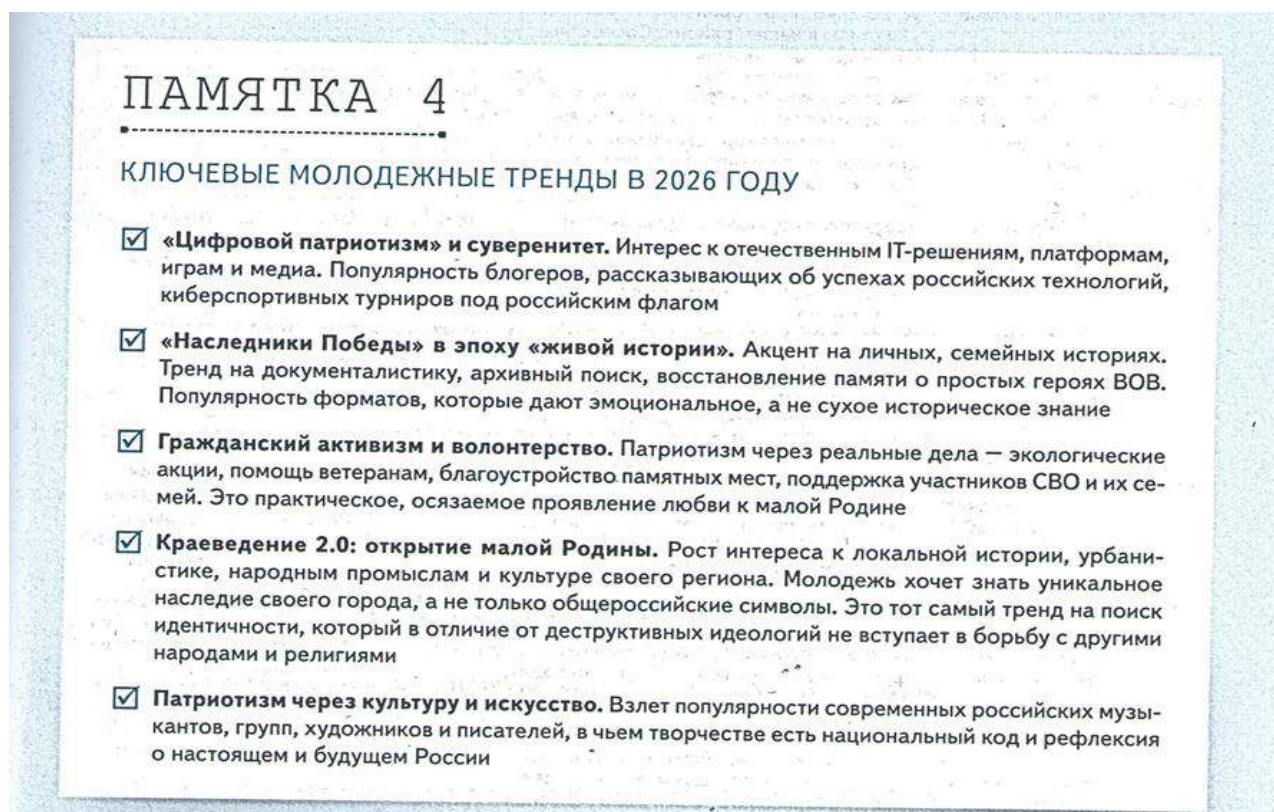 ПАМЯТКА 4
КЛЮЧЕВЫЕ МОЛОДЕЖНЫЕ ТРЕНДЫ В 2026 ГОДУ
«Цифровой патриотизм» и суверенитет. Интерес к отечественным IT-решениям, платформам,
играм и медиа. Популярность блогеров, рассказывающих об успехах российских технологий,
киберспортивных турниров под российским флагом
«Наследники Победы» в эпоху «живой истории». Акцент на личных, семейных историях.
Тренд на документалистику, архивный поиск, восстановление памяти о простых героях ВОВ.
Популярность форматов, которые дают эмоциональное, а не сухое историческое знание
Гражданский активизм и волонтерство. Патриотизм через реальные дела — экологические
акции, помощь ветеранам, благоустройство памятных мест, поддержка участников СВО и их се-
мей. Это практическое, осязаемое проявление любви к малой Родине
Краеведение 2.0: открытие малой Родины. Рост интереса к локальной истории, урбани-
стике, народным промыслам и культуре своего региона. Молодежь хочет знать уникальное
наследие своего города, а не только общероссийские символы. Это тот самый тренд на поиск
идентичности, который в отличие от деструктивных идеологий не вступает в борьбу с другими
народами и религиями
Патриотизм через культуру и искусство. Взлет популярности современных российских музы-
кантов, групп, художников и писателей, в чьем творчестве есть национальный код и рефлексия
о настоящем и будущем России